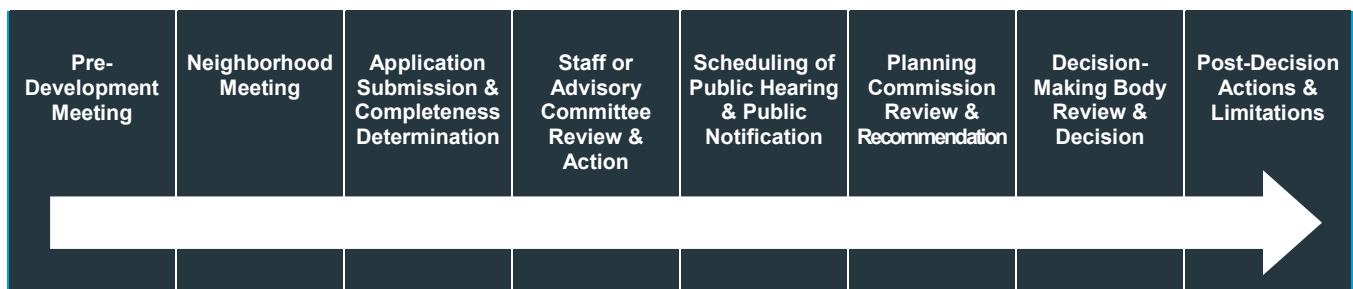 Pre-
Development
Meeting
Neighborhood
Meeting
Application
Submission &
Completeness
Determination
Staff or
Advisory
Committee
Review &
Action
Scheduling of
Public Hearing
& Public
Notification
Planning
Commission
Review &
Recommendation
Decision-
Making Body
Review &
Decision
Post-Decision
Actions &
Limitations